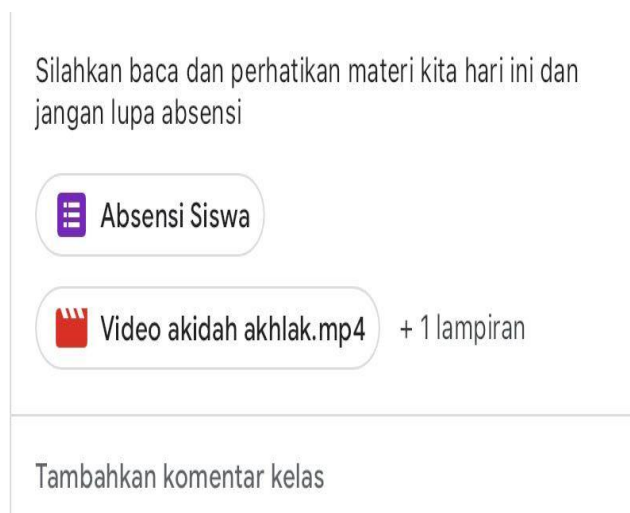 Silahkan baca dan perhatikan materi kita hari ini dan
jangan lupa absensi
Absensi Siswa
Video akidah akhlak.mp4 + 1 lampiran
Tambahkan komentar kelas